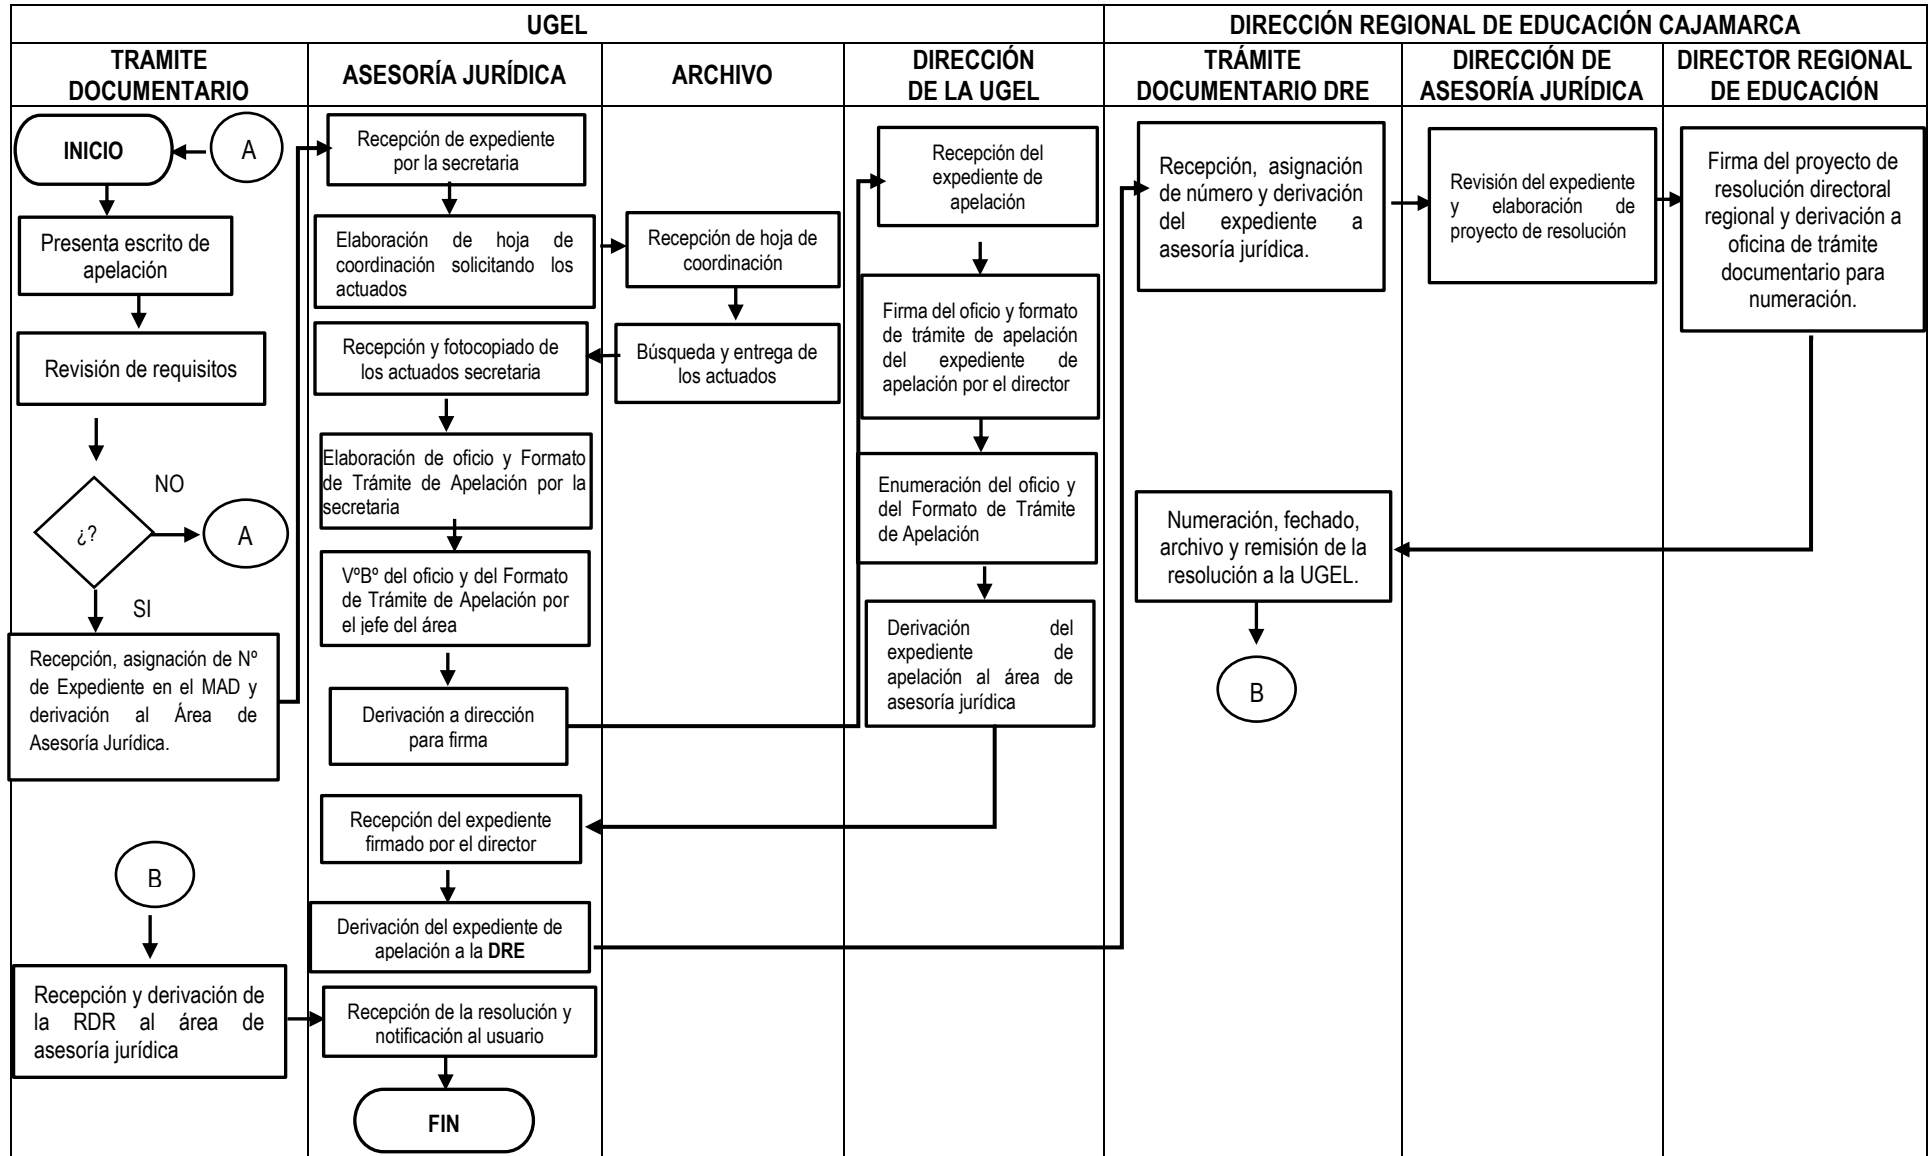 UGEL
DIRECCIÓN REGIONAL DE EDUCACIÓN CAJAMARCA
TRAMITE
DOCUMENTARIO
ASESORÍA JURÍDICA
ARCHIVO
DIRECCIÓN
DE LA UGEL
TRÁMITE
DOCUMENTARIO DRE
DIRECCIÓN DE
ASESORÍA JURÍDICA
DIRECTOR REGIONAL
DE EDUCACIÓN
INICIO
A
Presenta escrito de
apelación
Revisión de requisitos
¿?
NO
A
SI
Recepción, asignación de Nº
de Expediente en el MAD y
derivación al Área de
Asesoría Jurídica.
B
Recepción y derivación de
la RDR al área de
asesoría jurídica
Recepción de expediente
por la secretaria
Elaboración de hoja de
coordinación solicitando los
actuados
Recepción y fotocopiado de
los actuados secretaria
Elaboración de oficio y Formato
de Trámite de Apelación por la
secretaria
VºBº del oficio y del Formato
de Trámite de Apelación por
el jefe del área
Derivación a dirección
para firma
Recepción del expediente
firmado por el director
Derivación del expediente de
apelación a la DRE
Recepción de la resolución y
notificación al usuario
FIN
Recepción de hoja de
coordinación
Búsqueda y entrega de
los actuados
Recepción del
expediente de
apelación
Firma del oficio y formato
de trámite de apelación
del expediente de
apelación por el director
Enumeración del oficio y
del Formato de Trámite
de Apelación
Derivación del
expediente de
apelación al área de
asesoría jurídica
Recepción, asignación
de número y derivación
del expediente a
asesoría jurídica.
Numeración, fechado,
archivo y remisión de la
resolución a la UGEL.
B
Revisión del expediente
y elaboración de
proyecto de resolución
Firma del proyecto de
resolución directoral
regional y derivación a
oficina de trámite
documentario para
numeración.